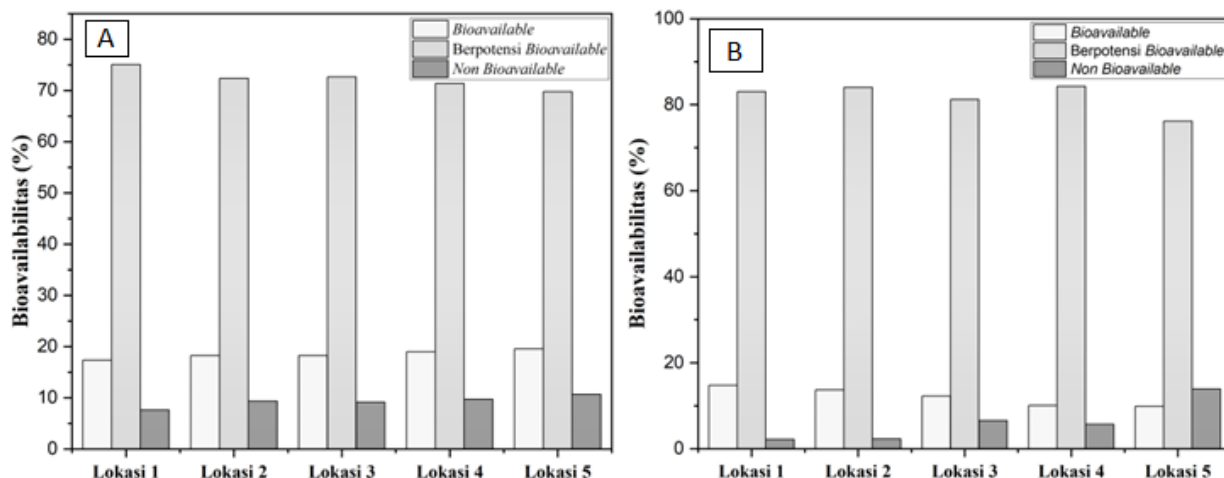 A
Bioavailable
Berpotensi Bioavailable
Non Bioavailable
Bioavailabilitas (%)
80
70
60
50
40
30
20
10
0
Lokasi 1 Lokasi 2 Lokasi 3 Lokasi 4 Lokasi 5
B
Bioavailable
Berpotensi Bioavailable
Non Bioavailable
Bioavailabilitas (%)
100
80
60
40
20
0
Lokasi 1 Lokasi 2 Lokasi 3 Lokasi 4 Lokasi 5